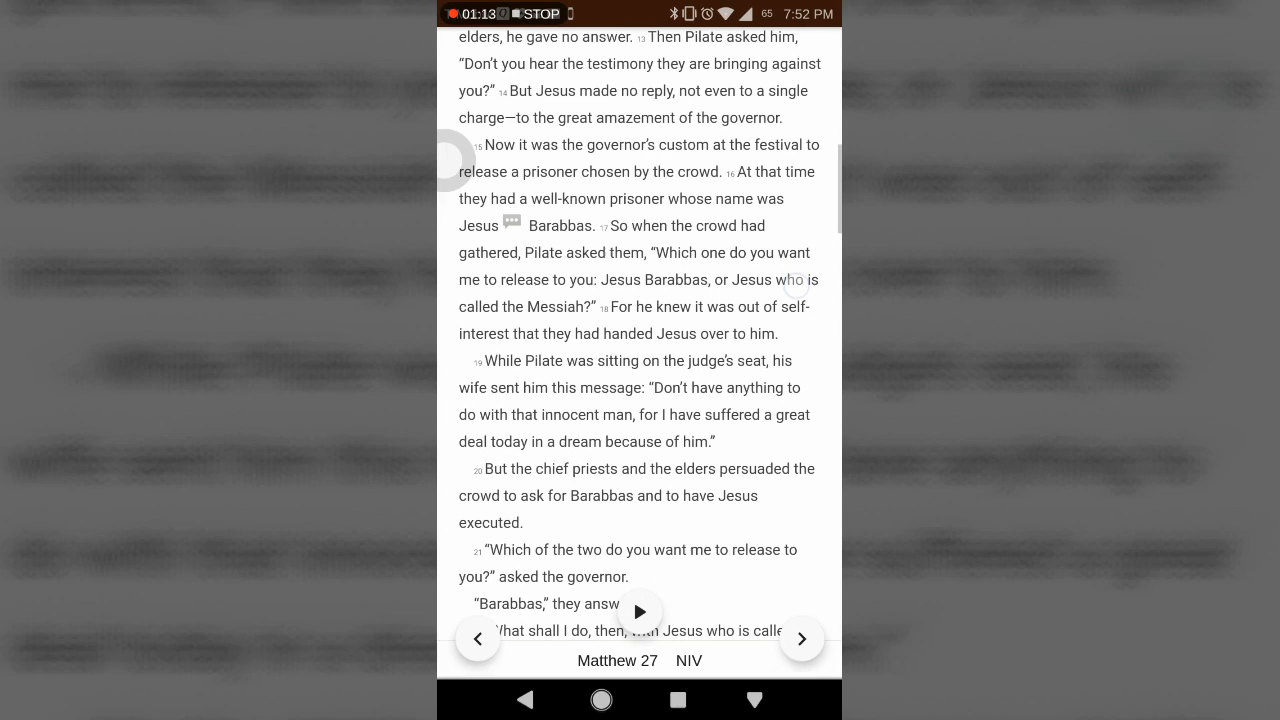 01:13 STOP 65 7:52 PM
elders, he gave no answer. 13 Then Pilate asked him,
“Don’t you hear the testimony they are bringing against
you?” 14 But Jesus made no reply, not even to a single
charge—to the great amazement of the governor.
15 Now it was the governor’s custom at the festival to
release a prisoner chosen by the crowd. 16 At that time
they had a well-known prisoner whose name was
Jesus Barabbas. 17 So when the crowd had
gathered, Pilate asked them, “Which one do you want
me to release to you: Jesus Barabbas, or Jesus who is
called the Messiah?” 18 For he knew it was out of self-
interest that they had handed Jesus over to him.
19 While Pilate was sitting on the judge’s seat, his
wife sent him this message: “Don’t have anything to
do with that innocent man, for I have suffered a great
deal today in a dream because of him.”
20 But the chief priests and the elders persuaded the
crowd to ask for Barabbas and to have Jesus
executed.
21 “Which of the two do you want me to release to
you?” asked the governor.
“Barabbas,” they answ
What shall I do, then, with Jesus who is calle
Matthew 27 NIV